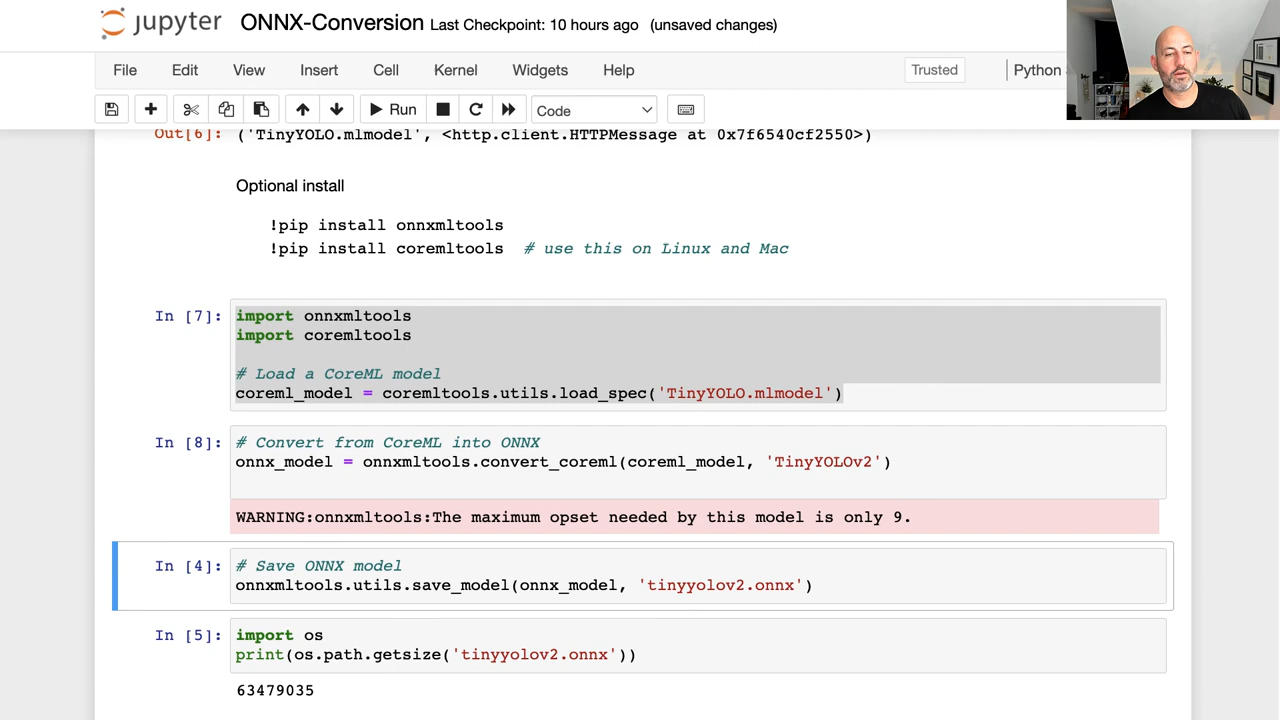 jupyter ONNX-Conversion Last Checkpoint: 10 hours ago (unsaved changes)
File Edit View Insert Cell Kernel Widgets Help Trusted Python
Run Code
Out[6]: ('TinyYOLO.mlmodel', <http.client.HTTPMessage at 0x7f6540cf2550>)
Optional install
!pip install onnxmltools
!pip install coremltools # use this on Linux and Mac
In [7]: import onnxmltools
import coremltools
# Load a CoreML model
coreml_model = coremltools.utils.load_spec('TinyYOLO.mlmodel')
In [8]: # Convert from CoreML into ONNX
onnx_model = onnxmltools.convert_coreml(coreml_model, 'TinyYOLOv2')
WARNING:onnxmltools:The maximum opset needed by this model is only 9.
In [4]: # Save ONNX model
onnxmltools.utils.save_model(onnx_model, 'tinyyolov2.onnx')
In [5]: import os
print(os.path.getsize('tinyyolov2.onnx'))
63479035